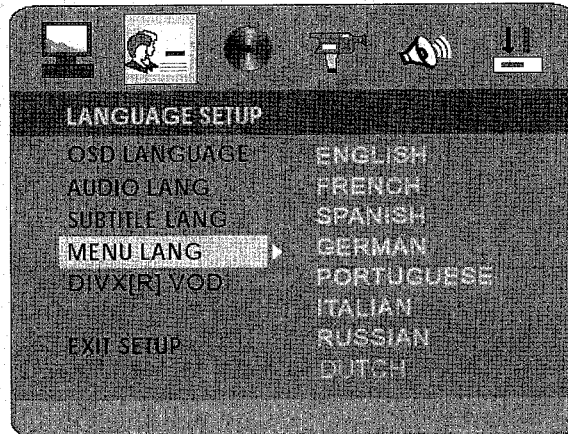 LANGUAGE SETUP
OSD LANGUAGE
AUDIO LANG
SUBTITLE LANG
MENU LANG
DIVX[R] VOD
EXIT SETUP
ENGLISH
FRENCH
SPANISH
GERMAN
PORTUGUESE
ITALIAN
RUSSIAN
DUTCH